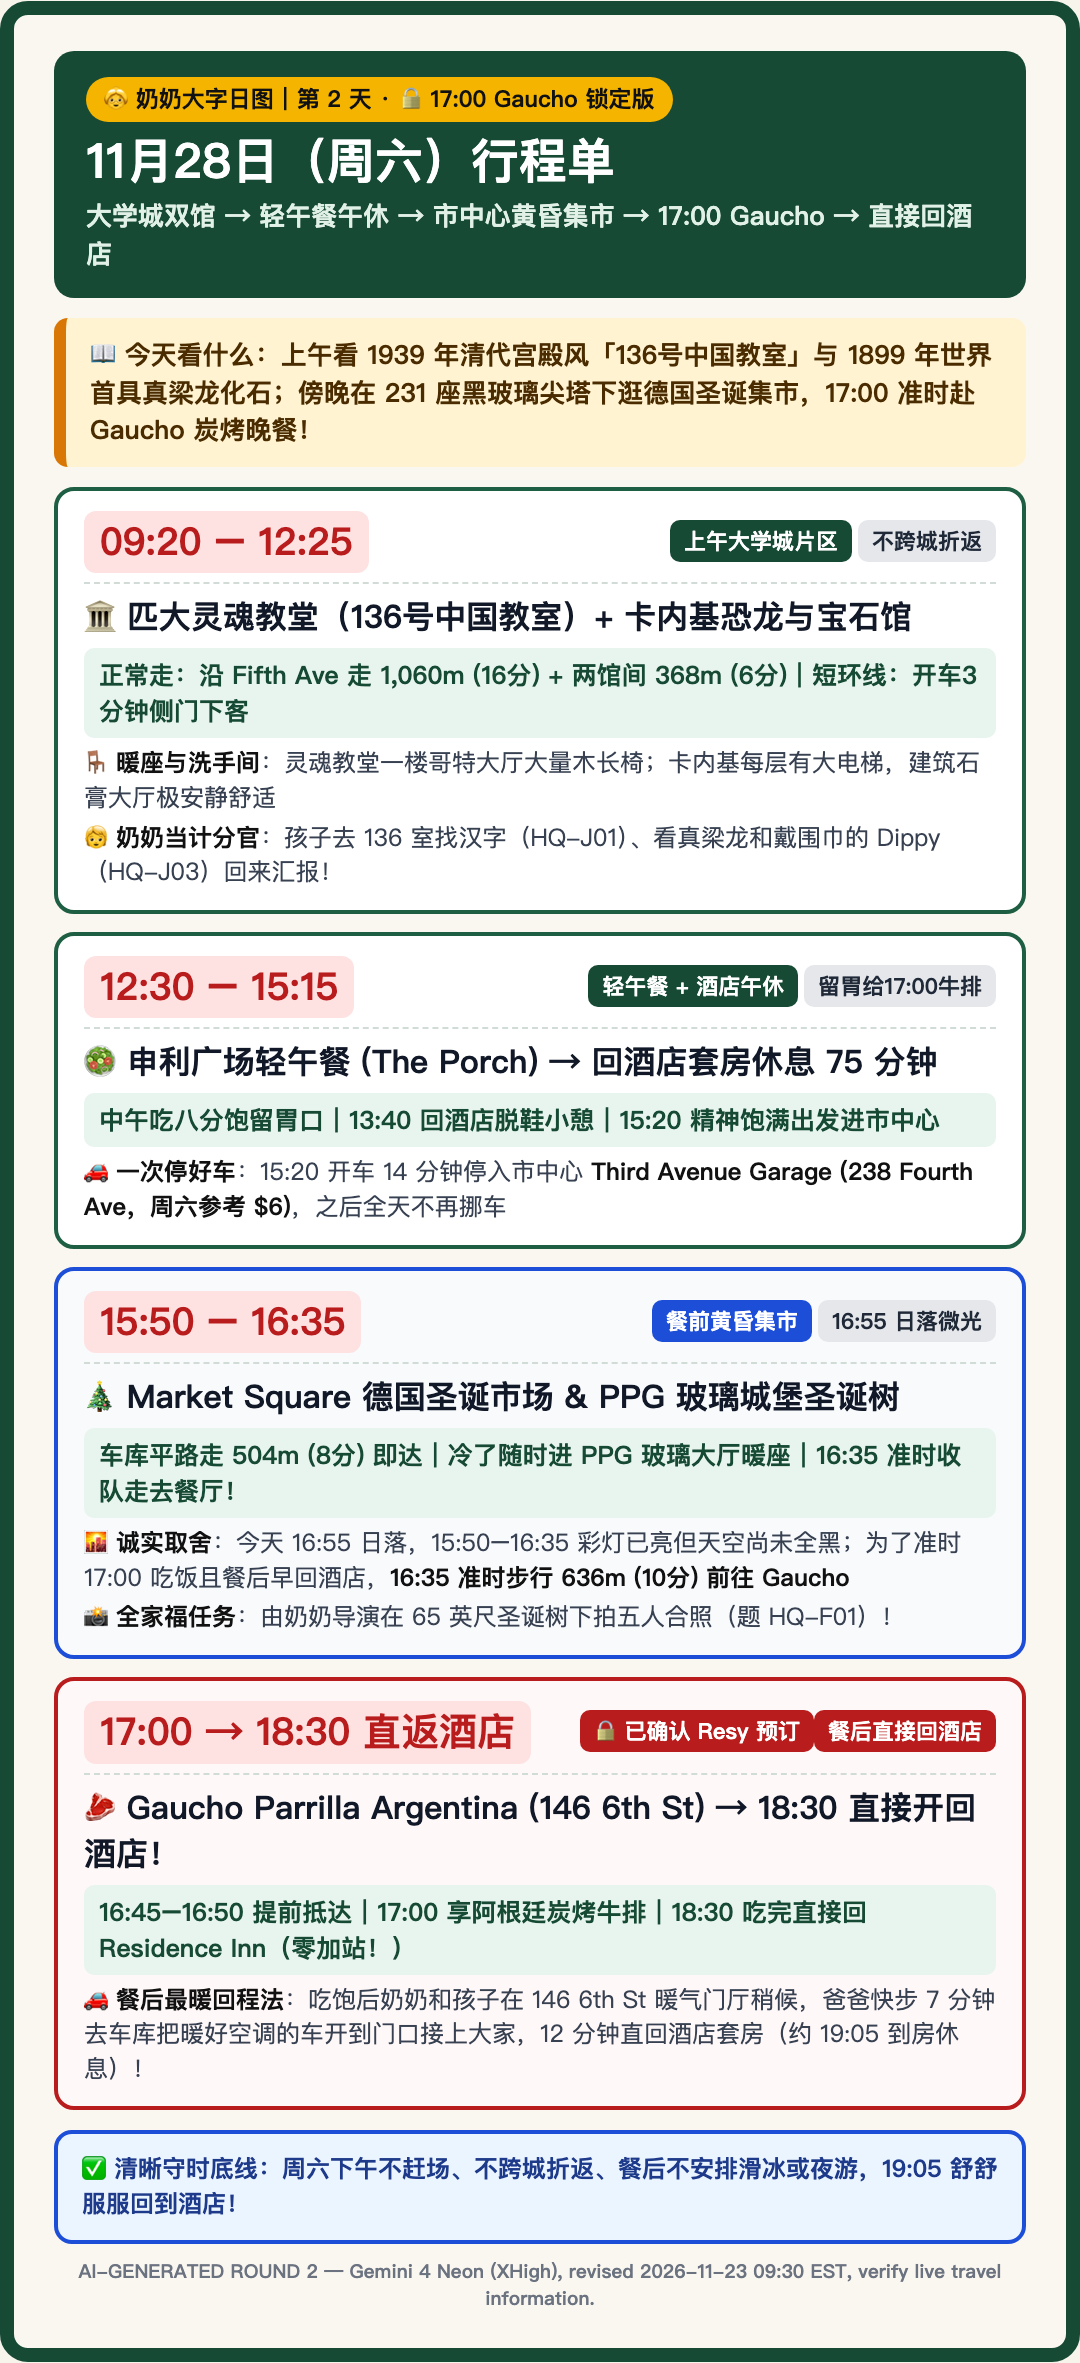 👵 奶奶大字日图｜第 2 天 · 🔒 17:00 Gaucho 锁定版
11月28日（周六）行程单
大学城双馆 → 轻午餐午休 → 市中心黄昏集市 → 17:00 Gaucho → 直接回酒
店
📖 今天看什么：上午看 1939 年清代宫殿风「136号中国教室」与 1899 年世界
首具真梁龙化石；傍晚在 231 座黑玻璃尖塔下逛德国圣诞集市，17:00 准时赴
Gaucho 炭烤晚餐！
09:20 — 12:25
上午大学城片区
不跨城折返
🏛️ 匹大灵魂教堂（136号中国教室）+ 卡内基恐龙与宝石馆
正常走：沿 Fifth Ave 走 1,060m (16分) + 两馆间 368m (6分)｜短环线：开车3
分钟侧门下客
🪑 暖座与洗手间：灵魂教堂一楼哥特大厅大量木长椅；卡内基每层有大电梯，建筑石
膏大厅极安静舒适
👧 奶奶当计分官：孩子去 136 室找汉字（HQ-J01）、看真梁龙和戴围巾的 Dippy
（HQ-J03）回来汇报！
12:30 — 15:15
轻午餐 + 酒店午休
留胃给17:00牛排
🥗 申利广场轻午餐 (The Porch) → 回酒店套房休息 75 分钟
中午吃八分饱留胃口｜13:40 回酒店脱鞋小憩｜15:20 精神饱满出发进市中心
🚗 一次停好车：15:20 开车 14 分钟停入市中心 Third Avenue Garage (238 Fourth
Ave，周六参考 $6)，之后全天不再挪车
15:50 — 16:35
餐前黄昏集市
16:55 日落微光
🎄 Market Square 德国圣诞市场 & PPG 玻璃城堡圣诞树
车库平路走 504m (8分) 即达｜冷了随时进 PPG 玻璃大厅暖座｜16:35 准时收
队走去餐厅！
🌇 诚实取舍：今天 16:55 日落，15:50—16:35 彩灯已亮但天空尚未全黑；为了准时
17:00 吃饭且餐后早回酒店，16:35 准时步行 636m (10分) 前往 Gaucho
📸 全家福任务：由奶奶导演在 65 英尺圣诞树下拍五人合照（题 HQ-F01）！
17:00 → 18:30 直返酒店
🔒 已确认 Resy 预订
餐后直接回酒店
🥩 Gaucho Parrilla Argentina (146 6th St) → 18:30 直接开回
酒店！
16:45—16:50 提前抵达｜17:00 享阿根廷炭烤牛排｜18:30 吃完直接回
Residence Inn（零加站！）
🚗 餐后最暖回程法：吃饱后奶奶和孩子在 146 6th St 暖气门厅稍候，爸爸快步 7 分钟
去车库把暖好空调的车开到门口接上大家，12 分钟直回酒店套房（约 19:05 到房休
息）！
✅ 清晰守时底线：周六下午不赶场、不跨城折返、餐后不安排滑冰或夜游，19:05 舒舒
服服回到酒店！
AI-GENERATED ROUND 2 — Gemini 4 Neon (XHigh), revised 2026-11-23 09:30 EST, verify live travel
information.